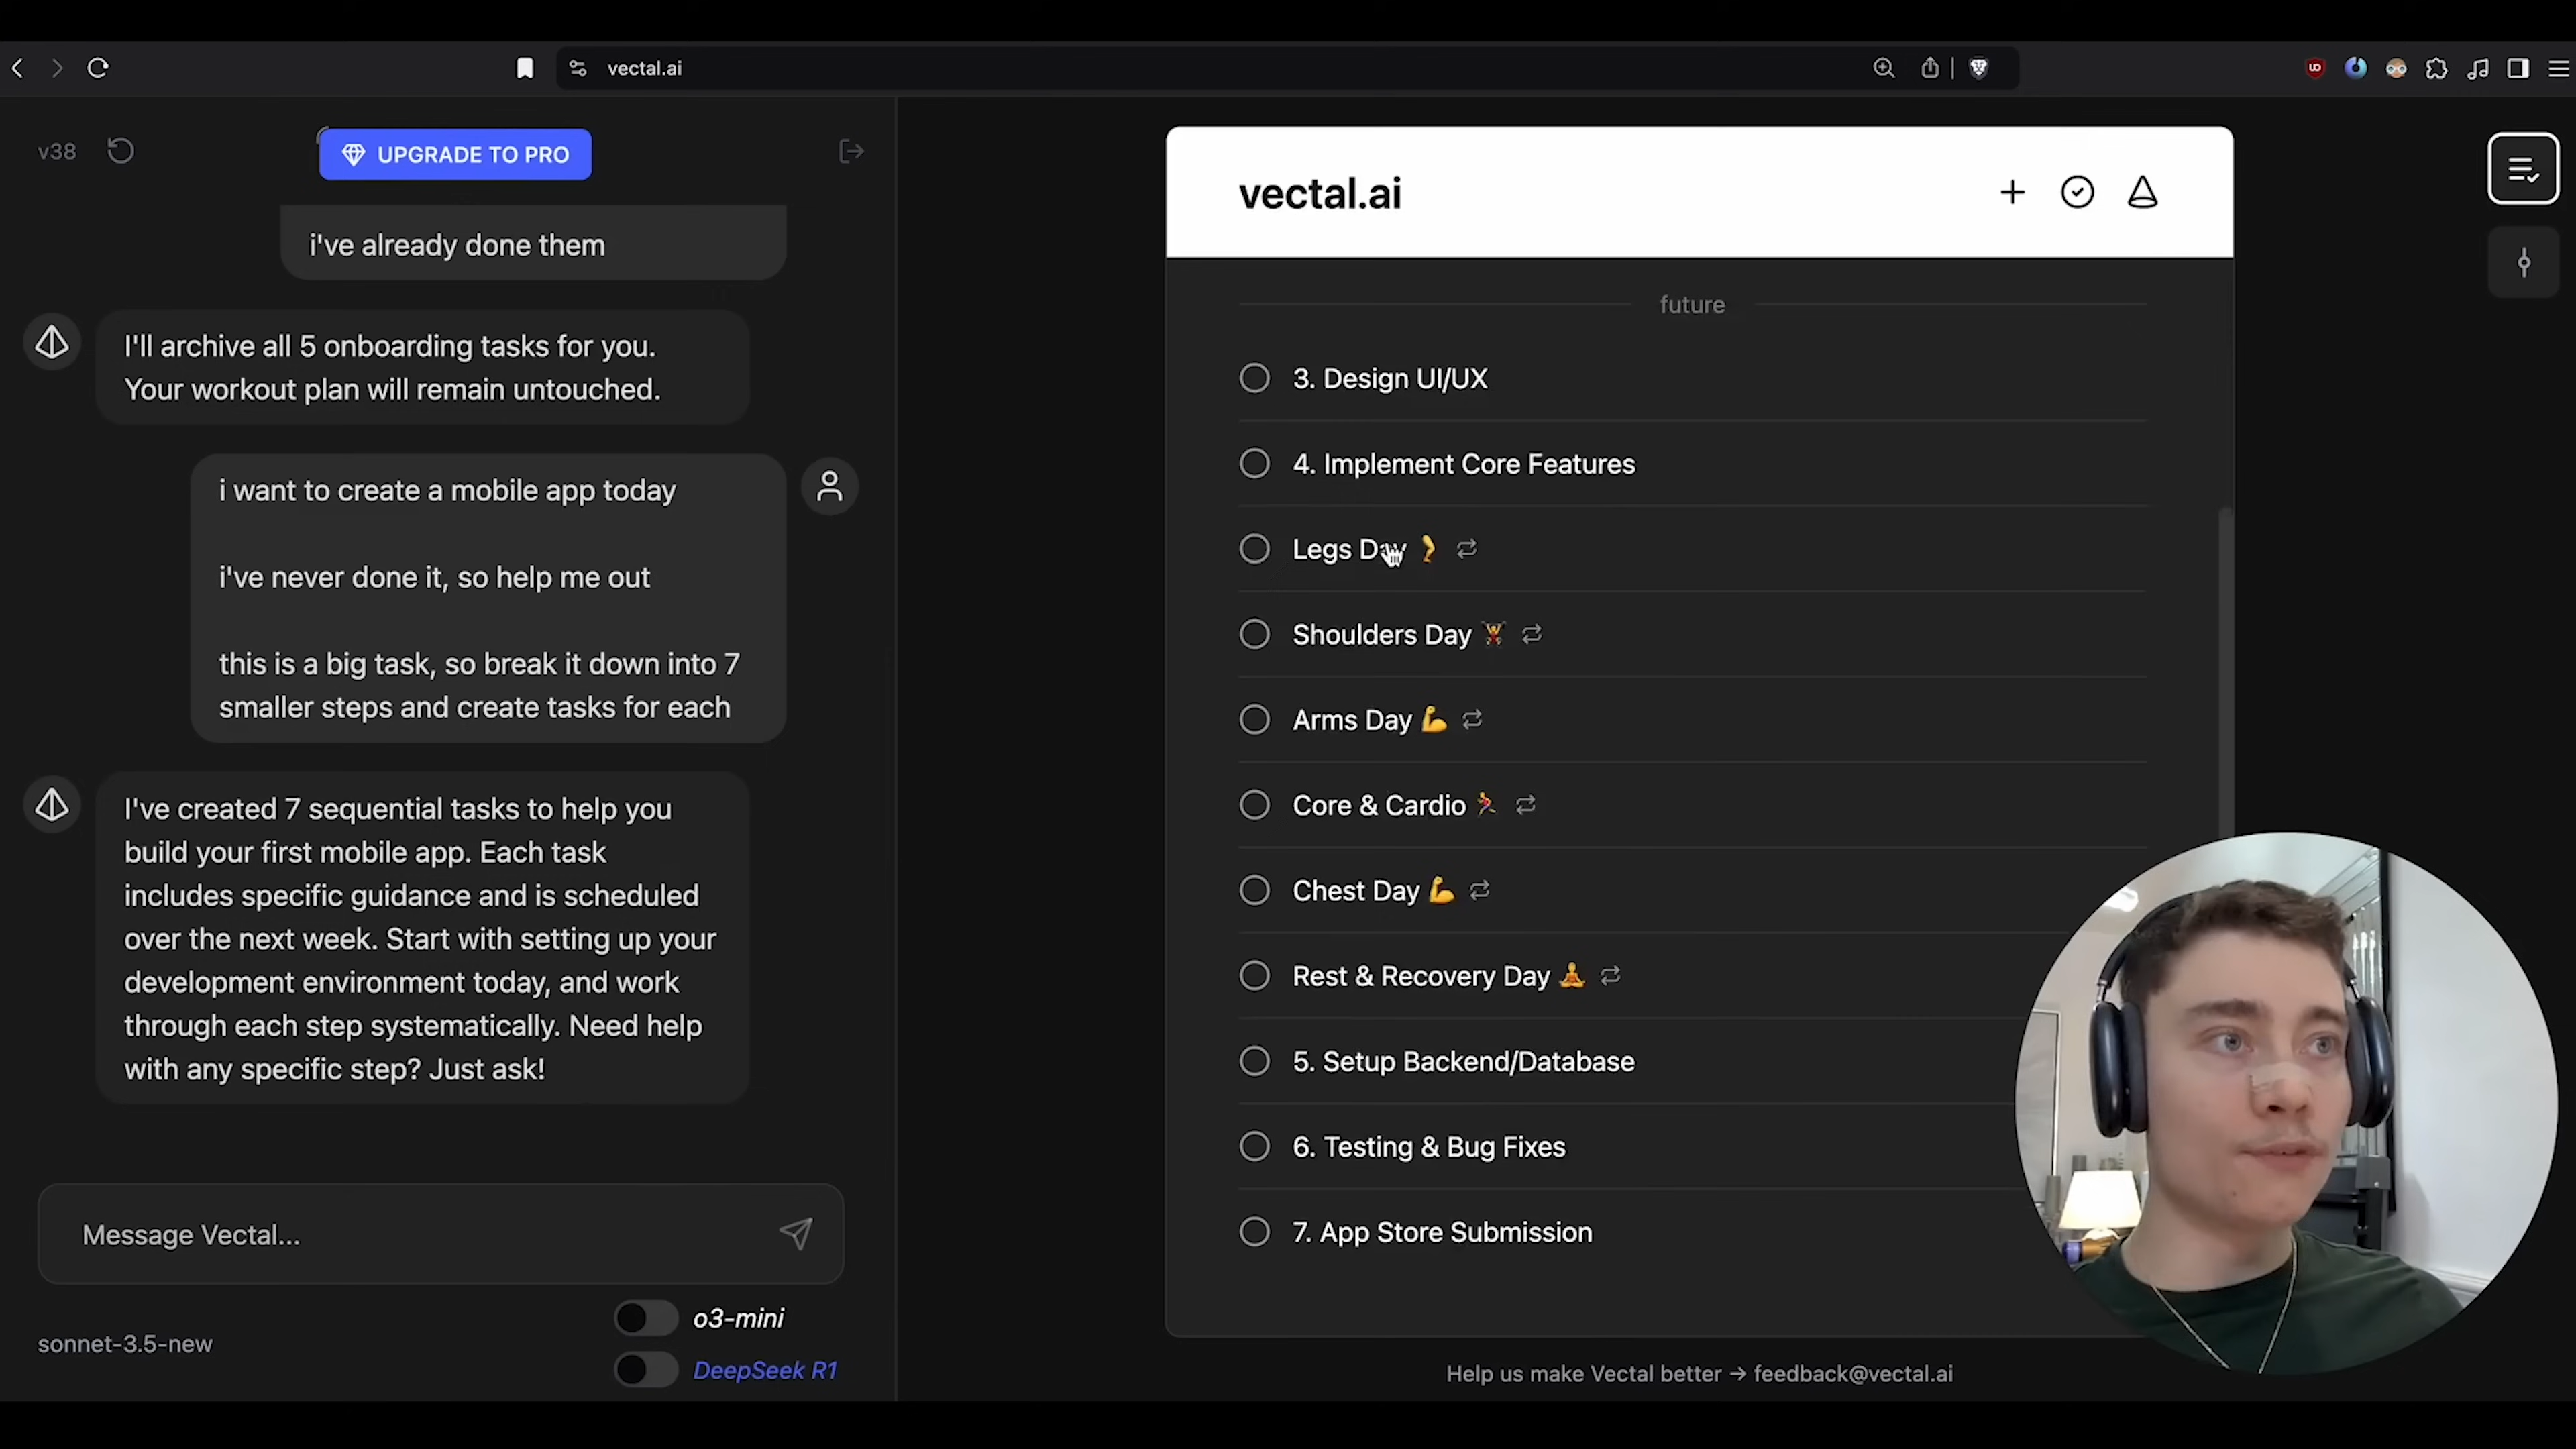 vectal.ai
v38
UPGRADE TO PRO
i've already done them
I'll archive all 5 onboarding tasks for you.
Your workout plan will remain untouched.
i want to create a mobile app today
i've never done it, so help me out
this is a big task, so break it down into 7
smaller steps and create tasks for each
I've created 7 sequential tasks to help you
build your first mobile app. Each task
includes specific guidance and is scheduled
over the next week. Start with setting up your
development environment today, and work
through each step systematically. Need help
with any specific step? Just ask!
Message Vectal...
o3-mini
sonnet-3.5-new
DeepSeek R1
vectal.ai
future
3. Design UI/UX
4. Implement Core Features
Legs Day 🦵
Shoulders Day 🏋️
Arms Day 💪
Core & Cardio 🏃
Chest Day 💪
Rest & Recovery Day 🧘
5. Setup Backend/Database
6. Testing & Bug Fixes
7. App Store Submission
Help us make Vectal better → feedback@vectal.ai